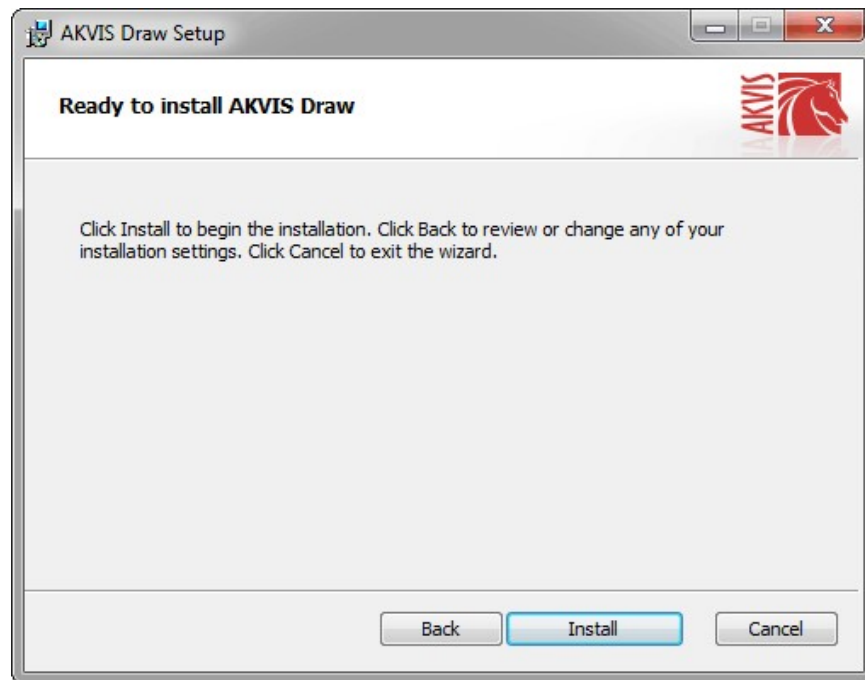 AKVIS Draw Setup
Ready to install AKVIS Draw
AKVIS
Click Install to begin the installation. Click Back to review or change any of your
installation settings. Click Cancel to exit the wizard.
Back Install Cancel